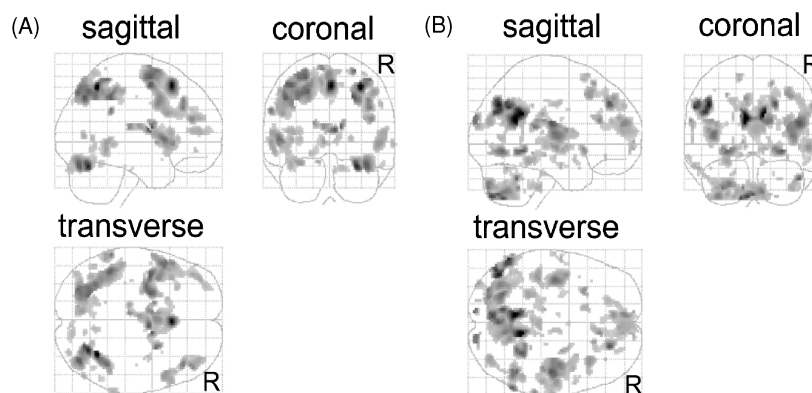 (A) sagittal coronal
R
transverse
R
(B) sagittal coronal
R
transverse
R